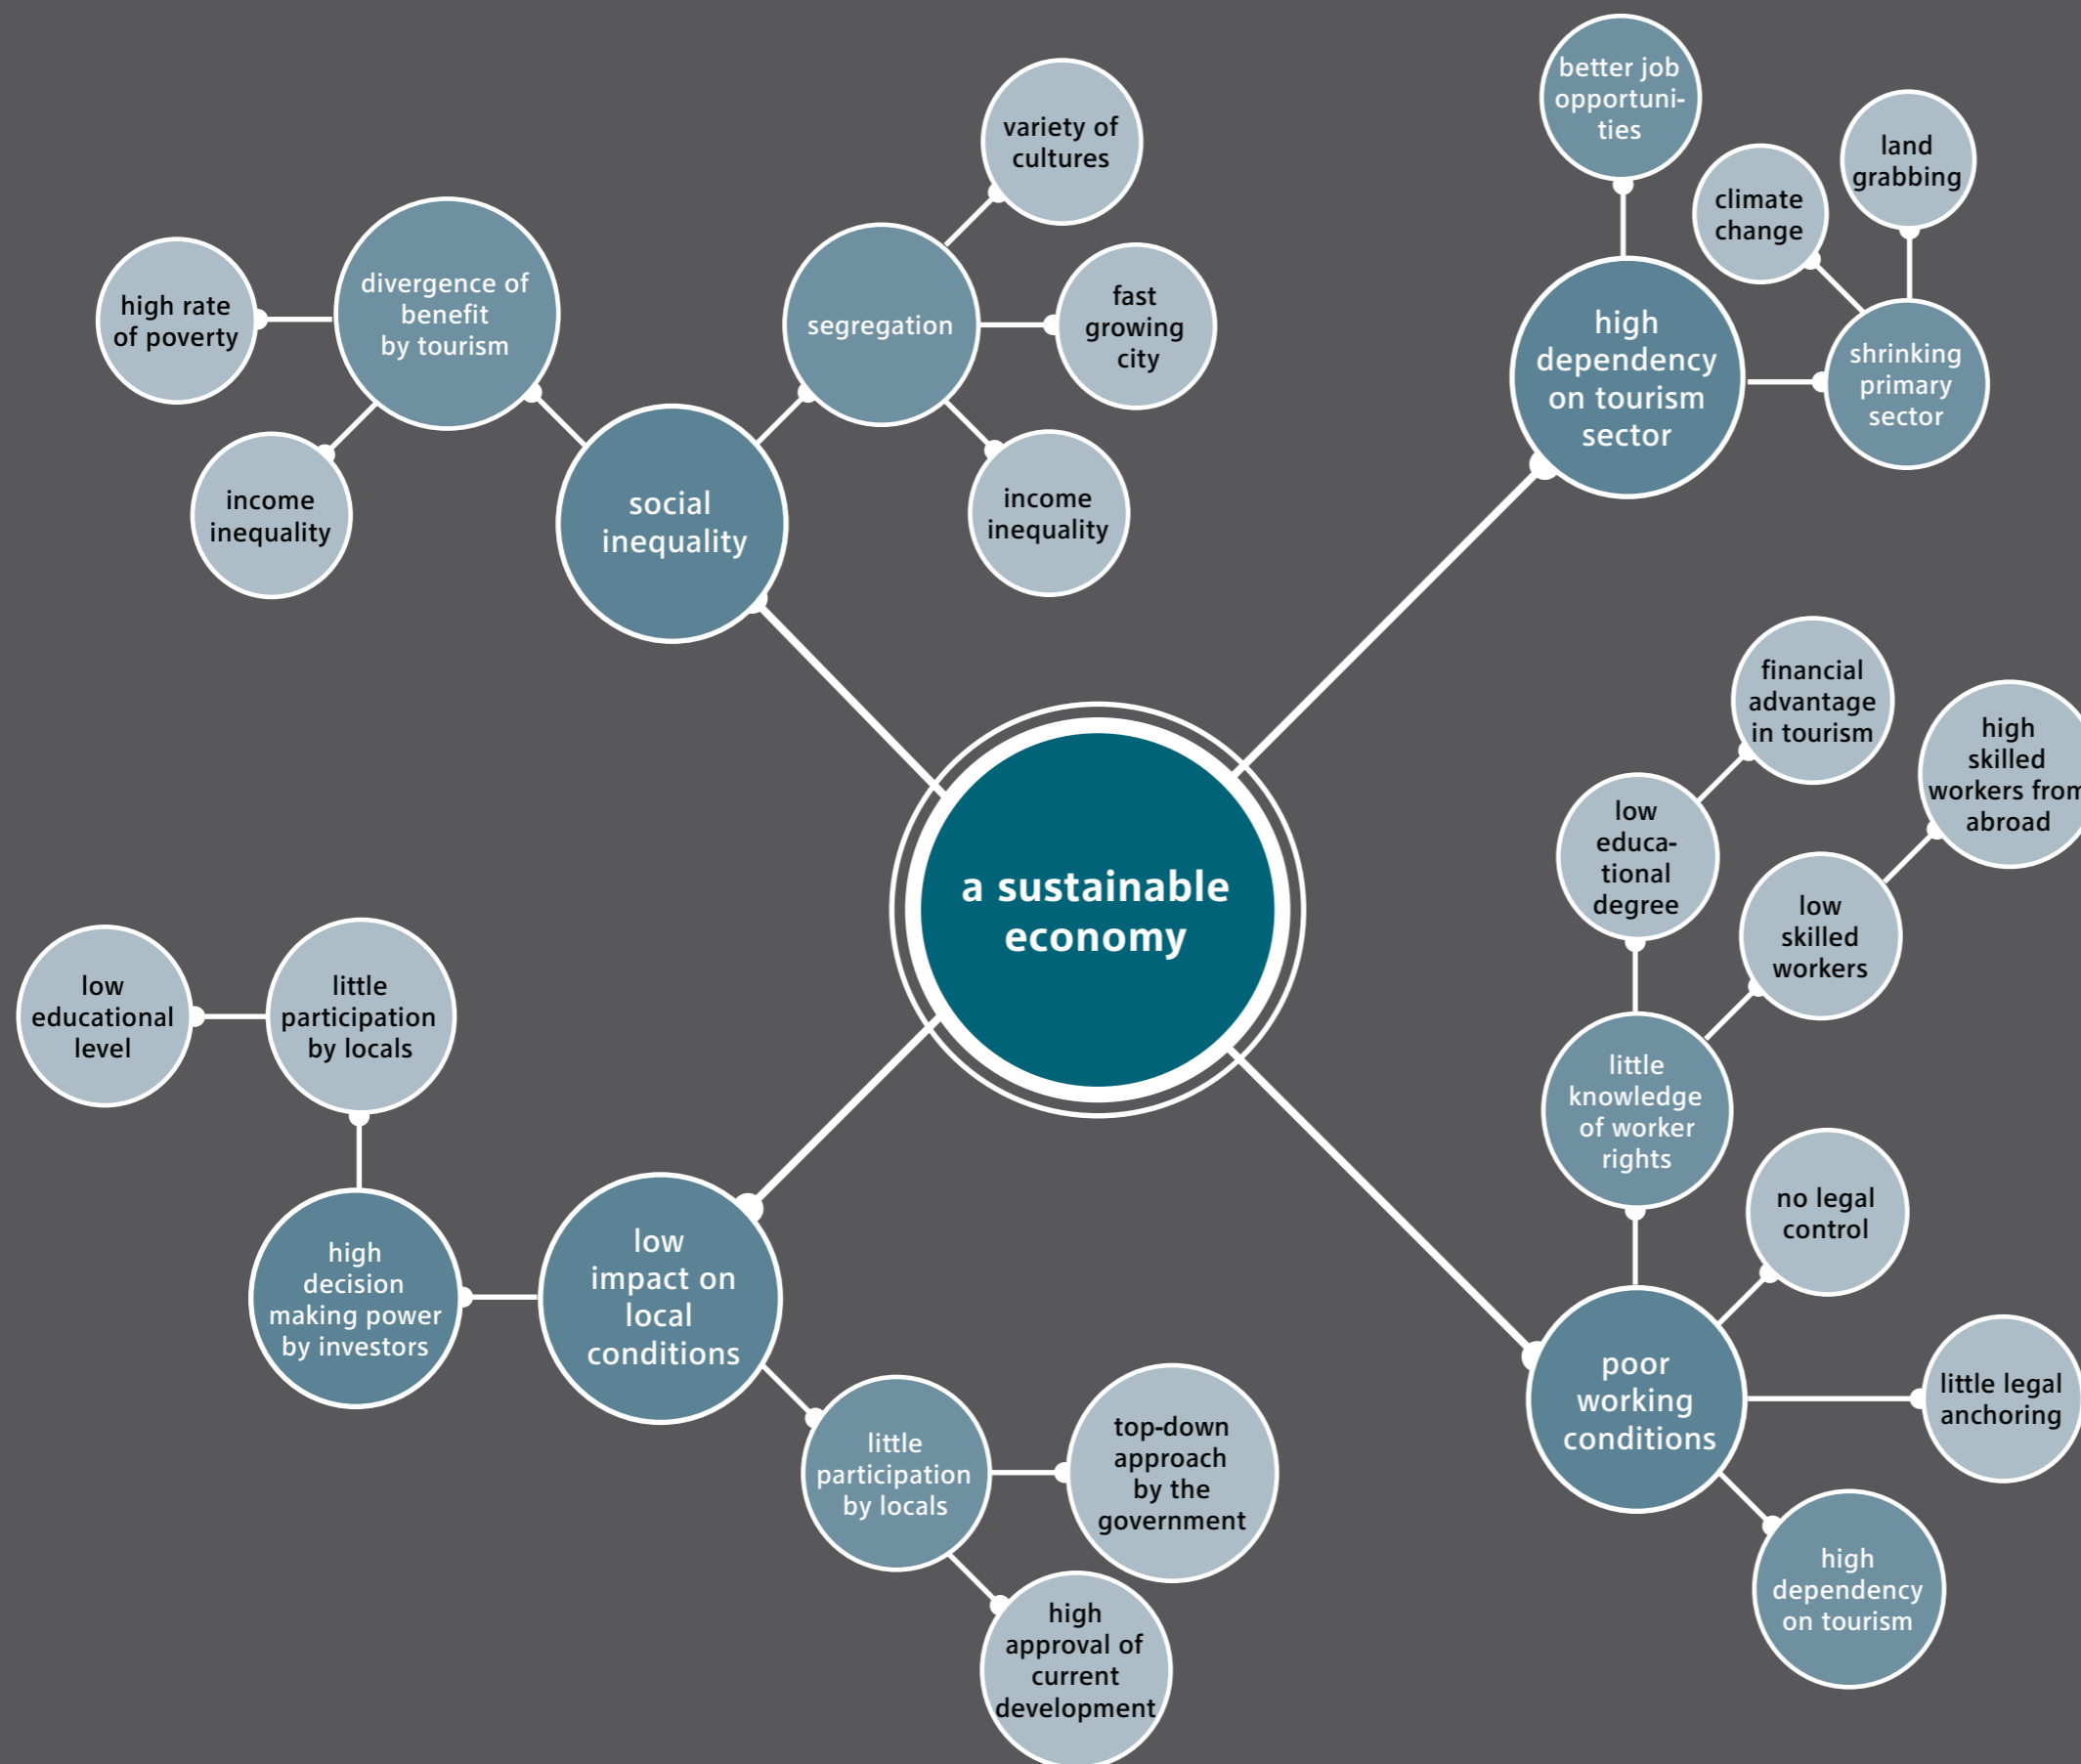 better job
opportuni-
ties
variety of
cultures
land
grabbing
climate
change
divergence of
benefit
by tourism
high rate
of poverty
segregation
fast
growing
city
high
dependency
on tourism
sector
shrinking
primary
sector
income
inequality
social
inequality
income
inequality
financial
advantage
in tourism
high
skilled
workers from
abroad
low
educa-
tional
degree
low
skilled
workers
a sustainable
economy
low
educational
level
little
participation
by locals
little
knowledge
of worker
rights
no legal
control
high
decision
making power
by investors
low
impact on
local
conditions
poor
working
conditions
little legal
anchoring
little
participation
by locals
top-down
approach
by the
government
high
dependency
on tourism
high
approval of
current
development